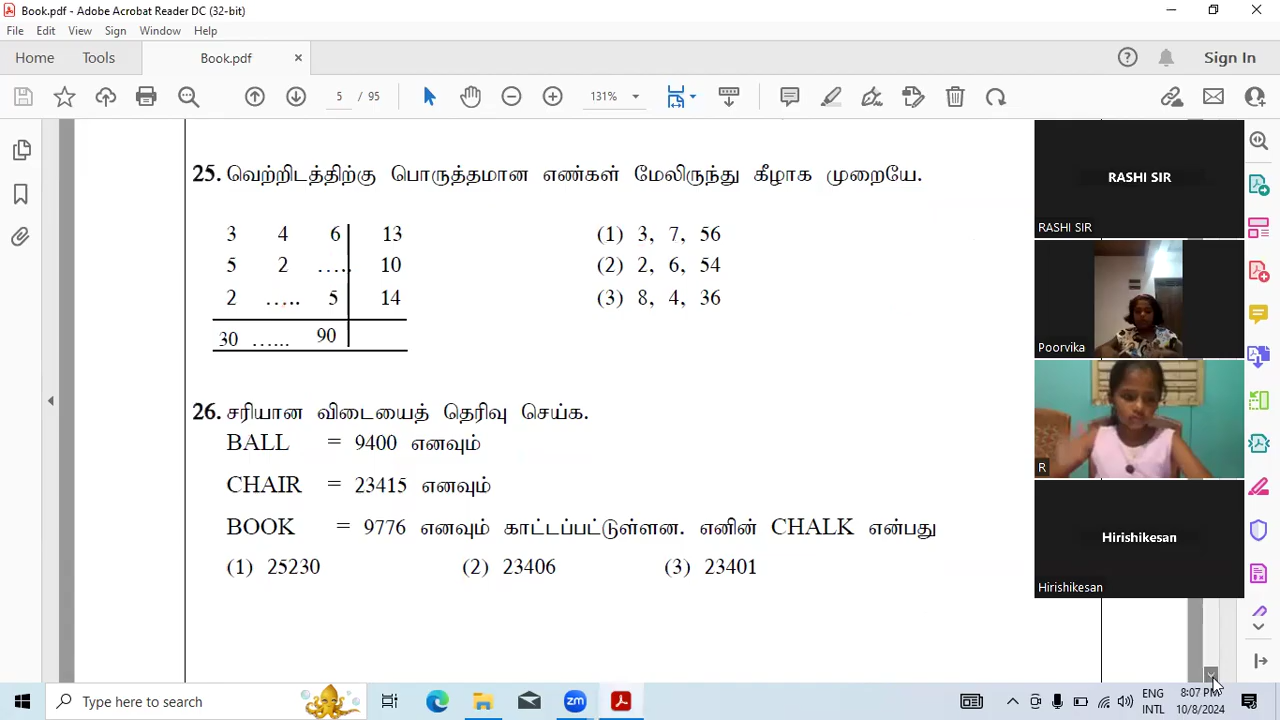 Book.pdf - Adobe Acrobat Reader DC (32-bit)
File Edit View Sign Window Help
Home Tools Book.pdf × Sign In
5 / 95 131%
25. வெற்றிடத்திற்கு பொருத்தமான எண்கள் மேலிருந்து கீழாக முறையே.
3 4 6 13 (1) 3, 7, 56
5 2 ..... 10 (2) 2, 6, 54
2 ..... 5 14 (3) 8, 4, 36
30 ...... 90
26. சரியான விடையைத் தெரிவு செய்க.
BALL = 9400 எனவும்
CHAIR = 23415 எனவும்
BOOK = 9776 எனவும் காட்டப்பட்டுள்ளன. எனின் CHALK என்பது
(1) 25230 (2) 23406 (3) 23401
RASHI SIR
RASHI SIR
Poorvika
R
Hirishikesan
Hirishikesan
Type here to search
zm
ENG
INTL
8:07 PM
10/8/2024